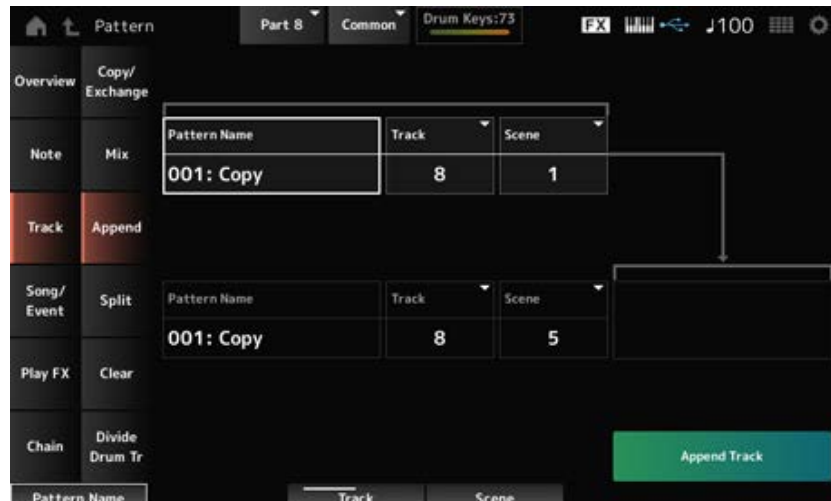 Pattern
Part 8
Common
Drum Keys:73
FX
♩100
Overview
Copy/
Exchange
Note
Mix
Track
Append
Song/
Event
Split
Play FX
Clear
Chain
Divide
Drum Tr
Pattern Name
Track
Scene
001: Copy
8
1
Pattern Name
Track
Scene
001: Copy
8
5
Append Track
Pattern Name
Track
Scene